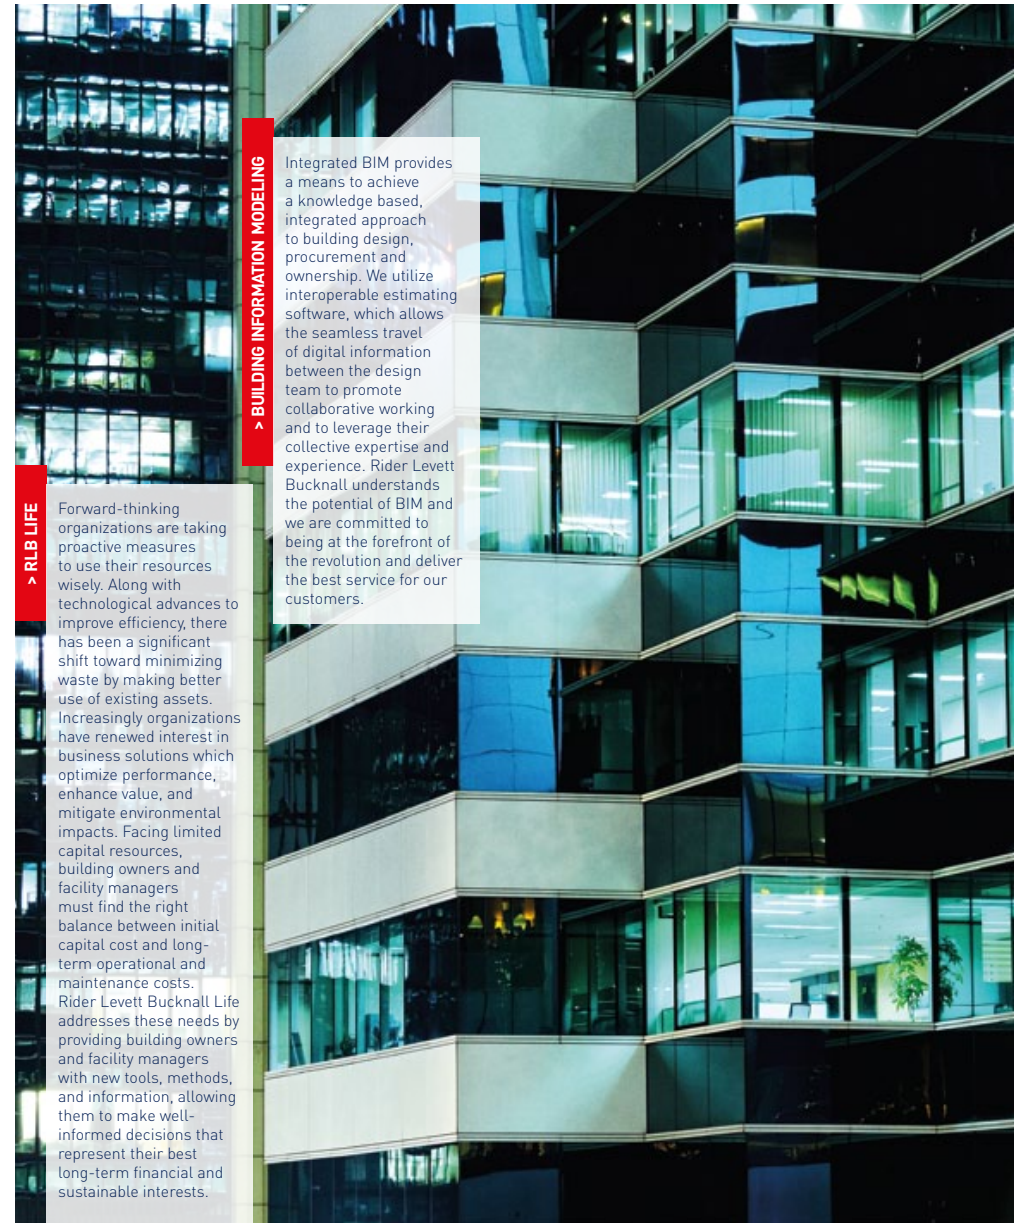 > BUILDING INFORMATION MODELING
Integrated BIM provides
a means to achieve
a knowledge based,
integrated approach
to building design,
procurement and
ownership. We utilize
interoperable estimating
software, which allows
the seamless travel
of digital information
between the design
team to promote
collaborative working
and to leverage their
collective expertise and
experience. Rider Levett
Bucknall understands
the potential of BIM and
we are committed to
being at the forefront of
the revolution and deliver
the best service for our
customers.
> RLB LIFE
Forward-thinking
organizations are taking
proactive measures
to use their resources
wisely. Along with
technological advances to
improve efficiency, there
has been a significant
shift toward minimizing
waste by making better
use of existing assets.
Increasingly organizations
have renewed interest in
business solutions which
optimize performance,
enhance value, and
mitigate environmental
impacts. Facing limited
capital resources,
building owners and
facility managers
must find the right
balance between initial
capital cost and long-
term operational and
maintenance costs.
Rider Levett Bucknall Life
addresses these needs by
providing building owners
and facility managers
with new tools, methods,
and information, allowing
them to make well-
informed decisions that
represent their best
long-term financial and
sustainable interests.